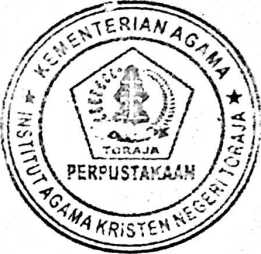 KEMENTERIAN AGAMA
TORAJA
PERPUSTAKAAN
INSTITUT AGAMA KRISTEN NEGERI TORAJA